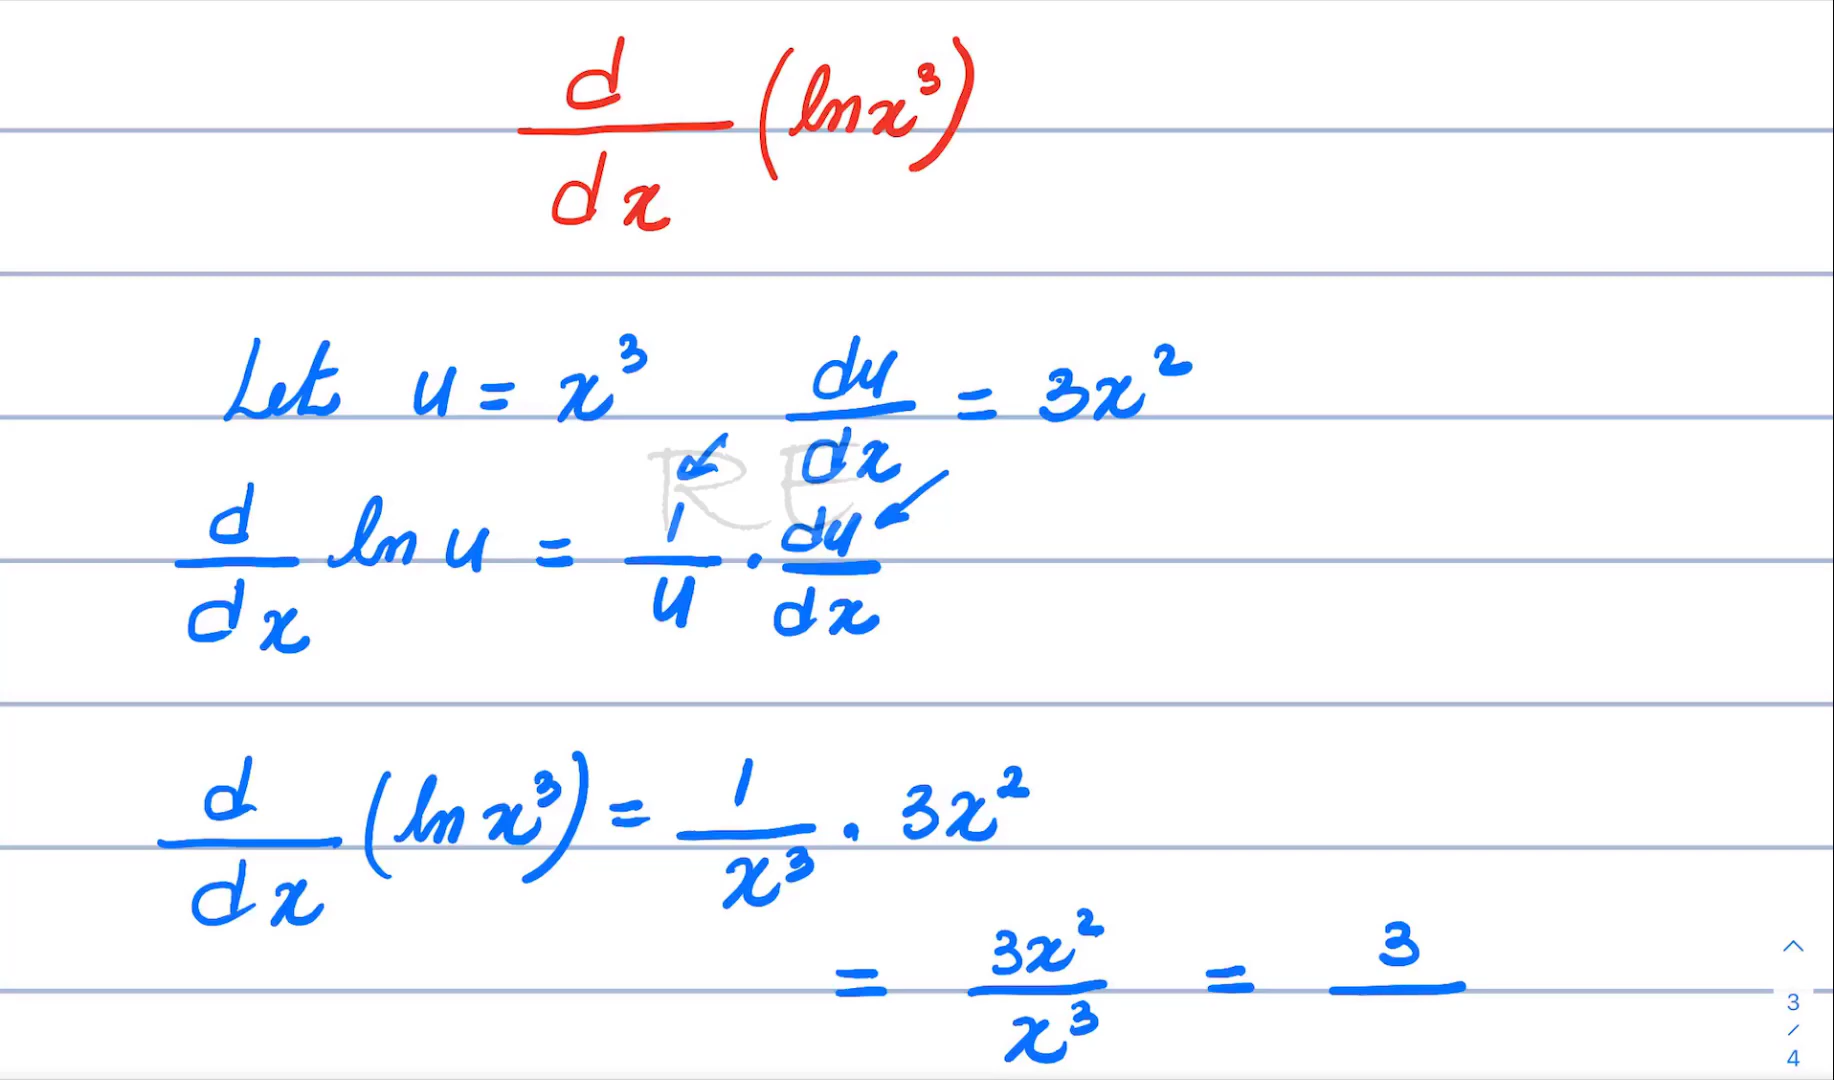 d/dx (ln x³)
Let u = x³ du/dx = 3x²
RE
d/dx ln u = 1/u · du/dx
d/dx (ln x³) = 1/x³ · 3x²
= 3x²/x³ = 3/
3/4